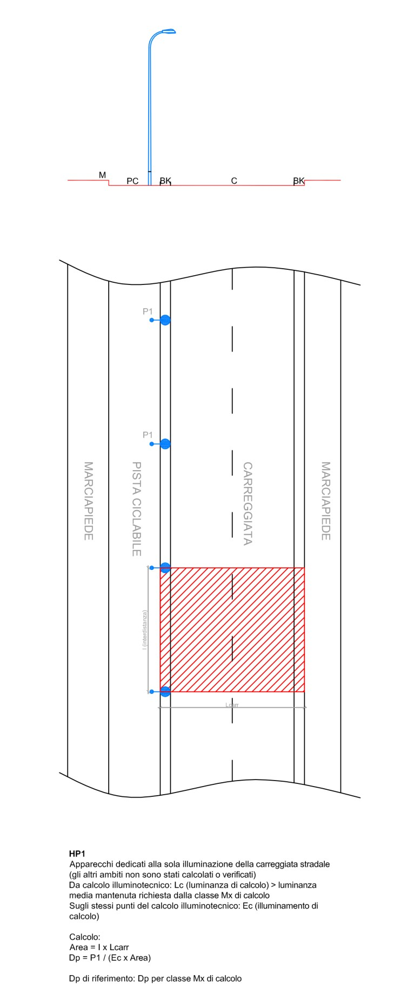 M
PC
BK
C
BK
P1
P1
MARCIAPIEDE
PISTA CICLABILE
CARREGGIATA
MARCIAPIEDE
I (interdistanza)
Lcarr
HP1
Apparecchi dedicati alla sola illuminazione della carreggiata stradale
(gli altri ambiti non sono stati calcolati o verificati)
Da calcolo illuminotecnico: Lc (luminanza di calcolo) > luminanza
media mantenuta richiesta dalla classe Mx di calcolo
Sugli stessi punti del calcolo illuminotecnico: Ec (illuminamento di
calcolo)
Calcolo:
Area = I x Lcarr
Dp = P1 / (Ec x Area)
Dp di riferimento: Dp per classe Mx di calcolo